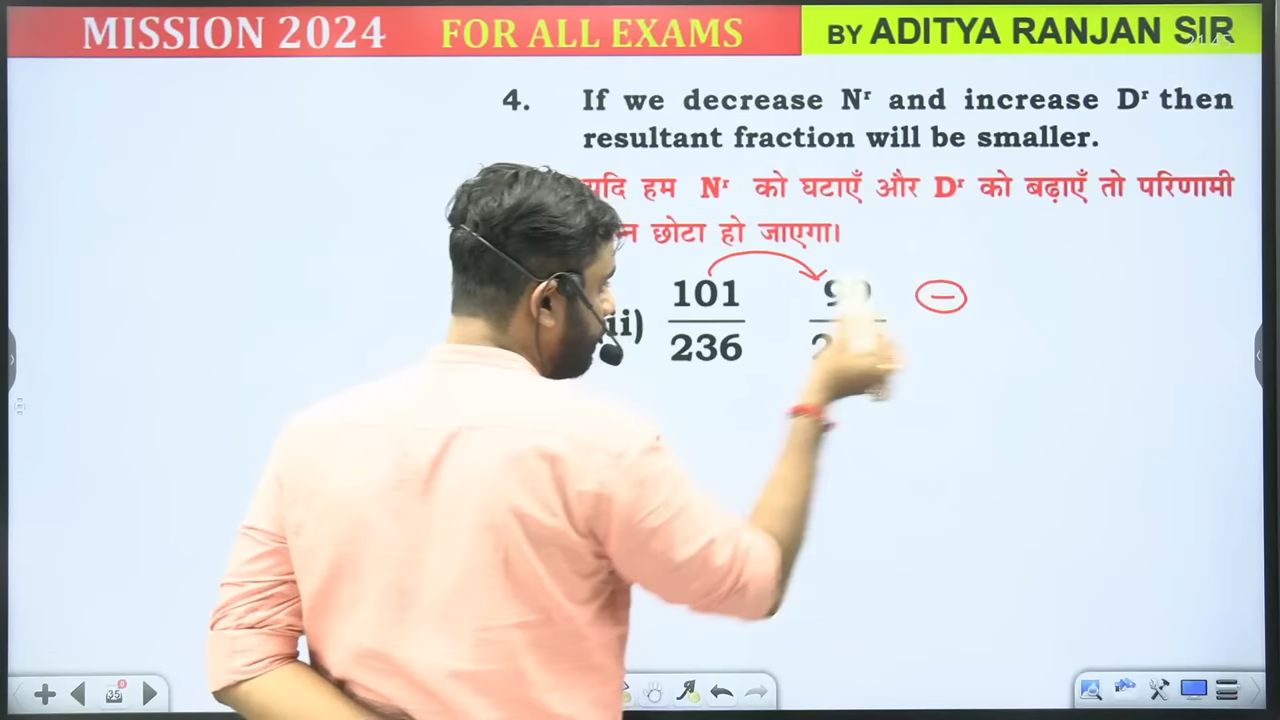 MISSION 2024 FOR ALL EXAMS BY ADITYA RANJAN SIR
4. If we decrease Nʳ and increase Dʳ then
resultant fraction will be smaller.
हम Nʳ को घटाएँ और Dʳ को बढ़ाएँ तो परिणामी
छोटा हो जाएगा।
101
236
35